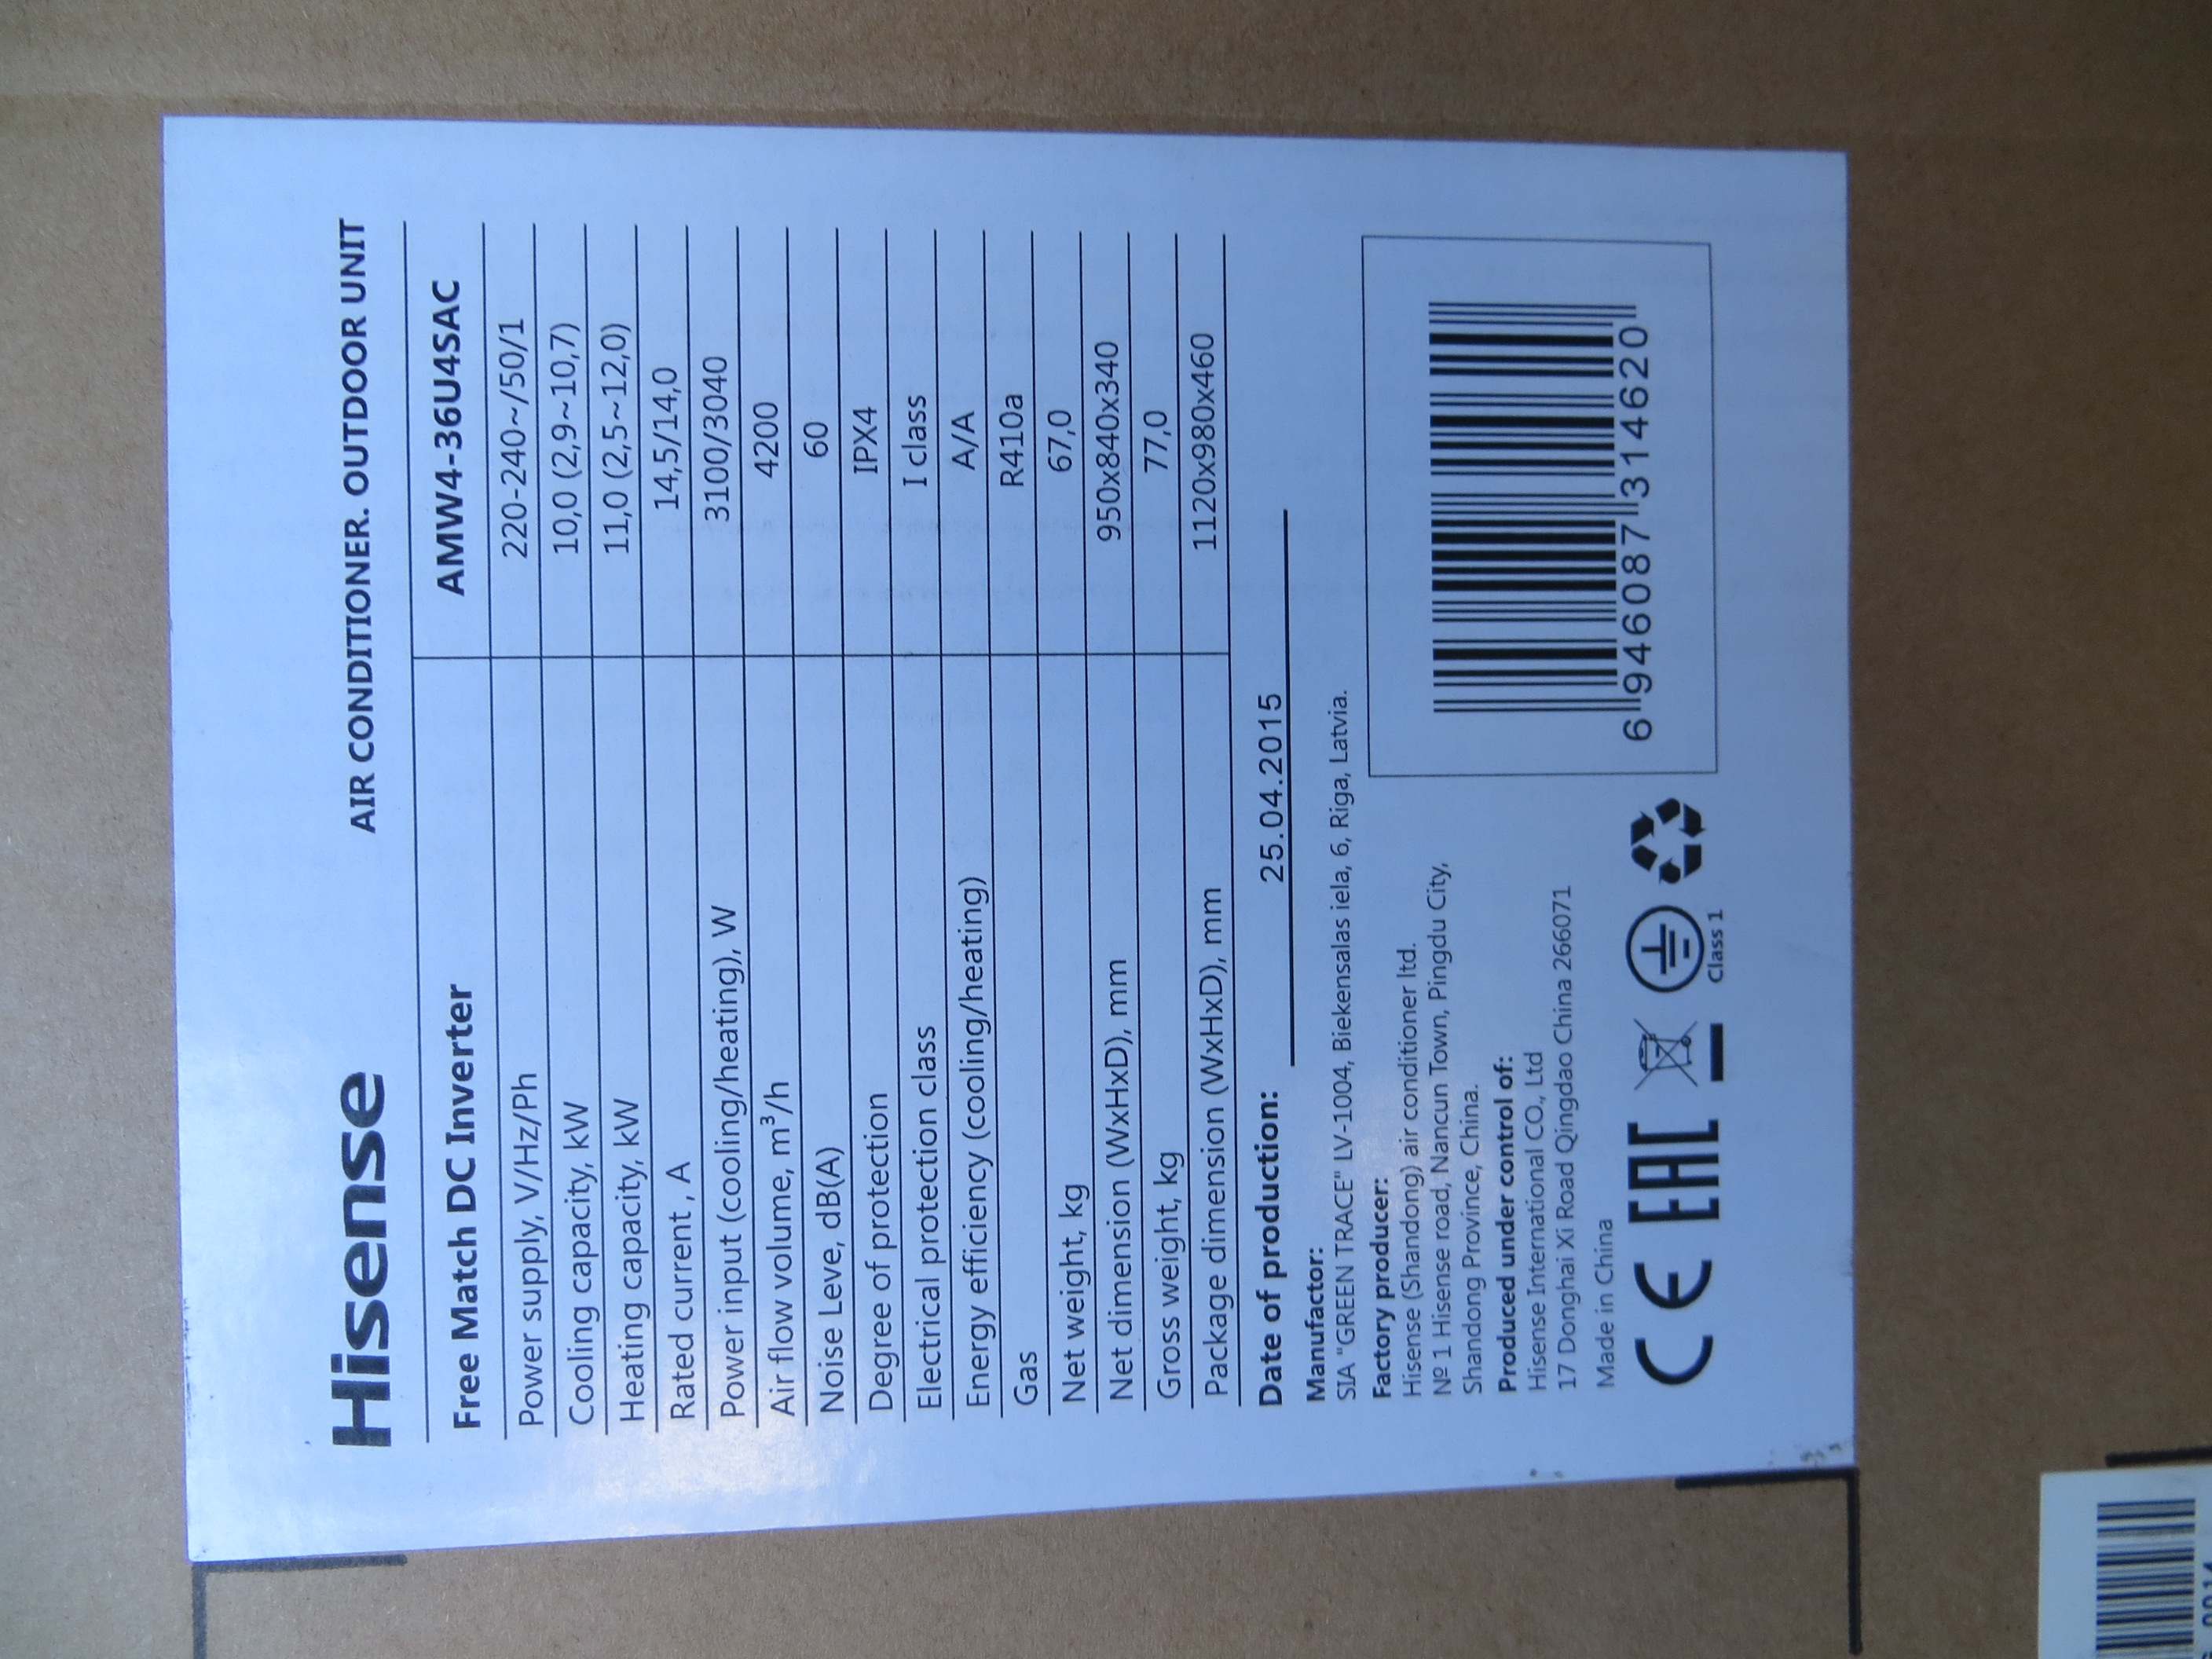 Hisense
AIR CONDITIONER. OUTDOOR UNIT
Free Match DC Inverter AMW4-36U4SAC
Power supply, V/Hz/Ph 220-240~/50/1
Cooling capacity, kW 10,0 (2,9~10,7)
Heating capacity, kW 11,0 (2,5~12,0)
Rated current , A 14,5/14,0
Power input (cooling/heating), W 3100/3040
Air flow volume, m³/h 4200
Noise Leve, dB(A) 60
Degree of protection IPX4
Electrical protection class I class
Energy efficiency (cooling/heating) A/A
Gas R410a
Net weight, kg 67,0
Net dimension (WxHxD), mm 950x840x340
Gross weight, kg 77,0
Package dimension (WxHxD), mm 1120x980x460
Date of production: 25.04.2015
Manufactor:
SIA "GREEN TRACE" LV-1004, Biekensalas iela, 6, Riga, Latvia.
Factory producer:
Hisense (Shandong) air conditioner ltd.
№ 1 Hisense road, Nancun Town, Pingdu City,
Shandong Province, China.
Produced under control of:
Hisense International CO., Ltd
17 Donghai Xi Road Qingdao China 266071
Made in China
CE EAC
Class 1
6 946087 314620